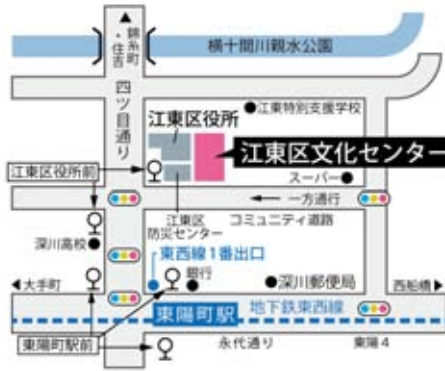 ▲錦糸町・住吉
横十間川親水公園
四ツ目通り
●江東特別支援学校
江東区役所
江東区文化センター
スーパー●
江東区役所前
←一方通行
江東区防災センター
コミュニティ道路
深川高校●
東西線1番出口
銀行
◀大手町
●深川郵便局
西船橋▶
東陽町駅
地下鉄東西線
東陽町駅前
永代通り
東陽4